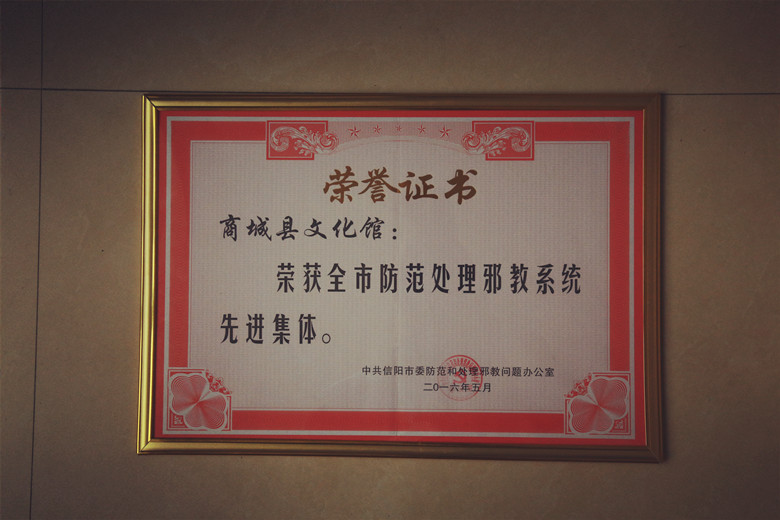 荣誉证书
商城县文化馆：
荣获全市防范处理邪教系统
先进集体。
中共信阳市委防范和处理邪教问题办公室
二〇一六年五月